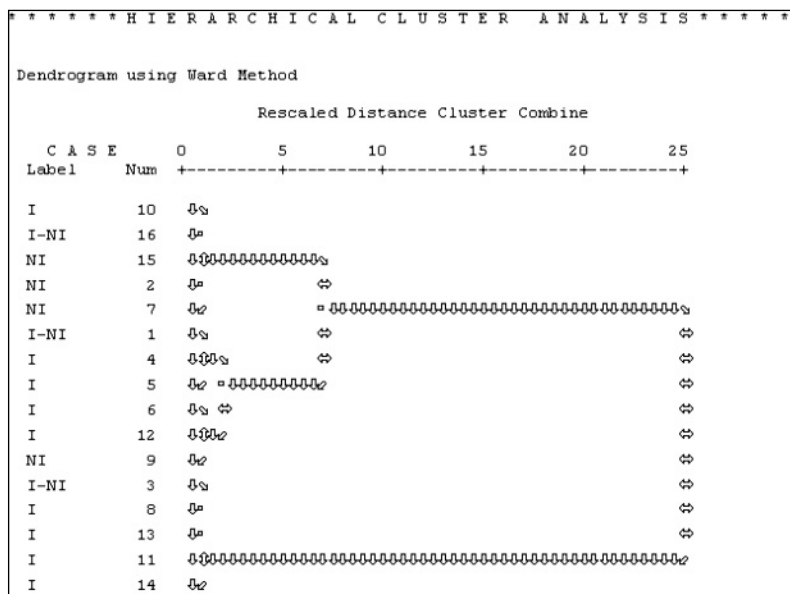 * * * * * * H I E R A R C H I C A L   C L U S T E R   A N A L Y S I S * * * * *
Dendrogram using Ward Method
Rescaled Distance Cluster Combine
C A S E 0 5 10 15 20 25
Label Num +---------+---------+---------+---------+---------+
I 10 ⇩⇘
I-NI 16 ⇩▫
NI 15 ⇩⇳⇩⇩⇩⇩⇩⇩⇩⇩⇩⇩⇩⇘
NI 2 ⇩▫ ⇔
NI 7 ⇩⇙ ▫⇩⇩⇩⇩⇩⇩⇩⇩⇩⇩⇩⇩⇩⇩⇩⇩⇩⇩⇩⇩⇩⇩⇩⇩⇩⇩⇩⇩⇩⇩⇩⇩⇩⇩⇩⇘
I-NI 1 ⇩⇘ ⇔ ⇔
I 4 ⇩⇳⇩⇘ ⇔ ⇔
I 5 ⇩⇙ ▫⇩⇩⇩⇩⇩⇩⇩⇩⇩⇙ ⇔
I 6 ⇩⇘ ⇔ ⇔
I 12 ⇩⇳⇩⇙ ⇔
NI 9 ⇩⇙ ⇔
I-NI 3 ⇩⇘ ⇔
I 8 ⇩▫ ⇔
I 13 ⇩▫ ⇔
I 11 ⇩⇳⇩⇩⇩⇩⇩⇩⇩⇩⇩⇩⇩⇩⇩⇩⇩⇩⇩⇩⇩⇩⇩⇩⇩⇩⇩⇩⇩⇩⇩⇩⇩⇩⇩⇩⇩⇩⇩⇩⇩⇩⇩⇩⇩⇩⇩⇩⇙
I 14 ⇩⇙